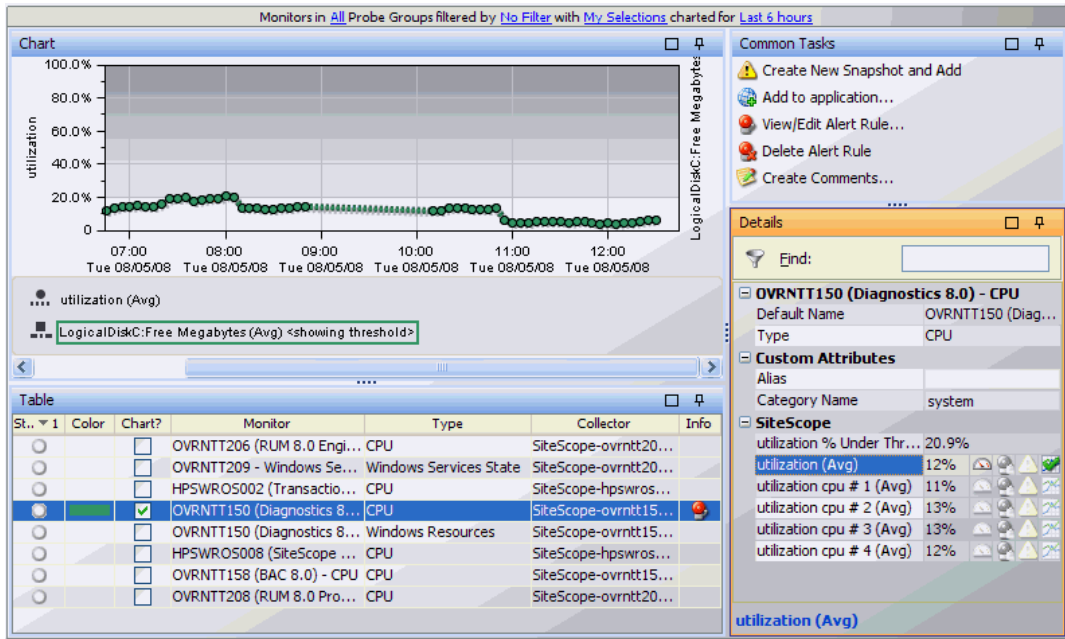 Monitors in All Probe Groups filtered by No Filter with My Selections charted for Last 6 hours
Chart
100.0%
80.0%
60.0%
40.0%
20.0%
0
utilization
LogicalDiskC:Free Megabytes
07:00 08:00 09:00 10:00 11:00 12:00
Tue 08/05/08 Tue 08/05/08 Tue 08/05/08 Tue 08/05/08 Tue 08/05/08 Tue 08/05/08
utilization (Avg)
LogicalDiskC:Free Megabytes (Avg) <showing threshold>
Table
St.. 1 Color Chart? Monitor Type Collector Info
OVRNTT206 (RUM 8.0 Engi... CPU SiteScope-ovrntt20...
OVRNTT209 - Windows Se... Windows Services State SiteScope-ovrntt20...
HPSWROS002 (Transactio... CPU SiteScope-hpswros...
OVRNTT150 (Diagnostics 8... CPU SiteScope-ovrntt15...
OVRNTT150 (Diagnostics 8... Windows Resources SiteScope-ovrntt15...
HPSWROS008 (SiteScope ... CPU SiteScope-hpswros...
OVRNTT158 (BAC 8.0) - CPU CPU SiteScope-ovrntt15...
OVRNTT208 (RUM 8.0 Pro... CPU SiteScope-ovrntt20...
Common Tasks
Create New Snapshot and Add
Add to application...
View/Edit Alert Rule...
Delete Alert Rule
Create Comments...
Details
Find:
OVRNTT150 (Diagnostics 8.0) - CPU
Default Name OVRNTT150 (Diag...
Type CPU
Custom Attributes
Alias
Category Name system
SiteScope
utilization % Under Thr... 20.9%
utilization (Avg) 12%
utilization cpu # 1 (Avg) 11%
utilization cpu # 2 (Avg) 13%
utilization cpu # 3 (Avg) 13%
utilization cpu # 4 (Avg) 12%
utilization (Avg)